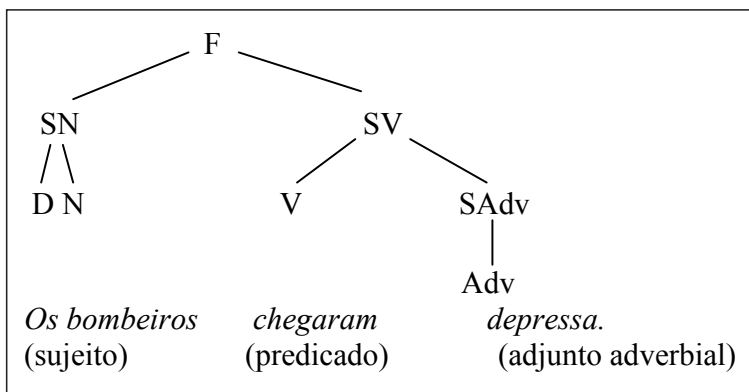 F
SN SV
D N V SAdv
Adv
Os bombeiros chegaram depressa.
(sujeito) (predicado) (adjunto adverbial)